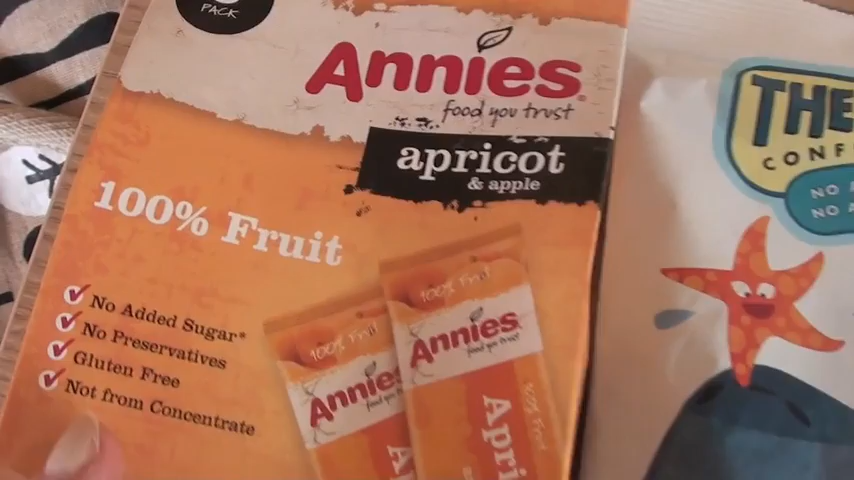 PACK
Annies
food you trust
apricot
& apple
100% Fruit
No Added Sugar*
No Preservatives
Gluten Free
Not from Concentrate
100% Fruit
Annies
food you trust
Apri
100% Fruit
100% Fruit
Annies
food you
A
THE
CONF
NO
NO A